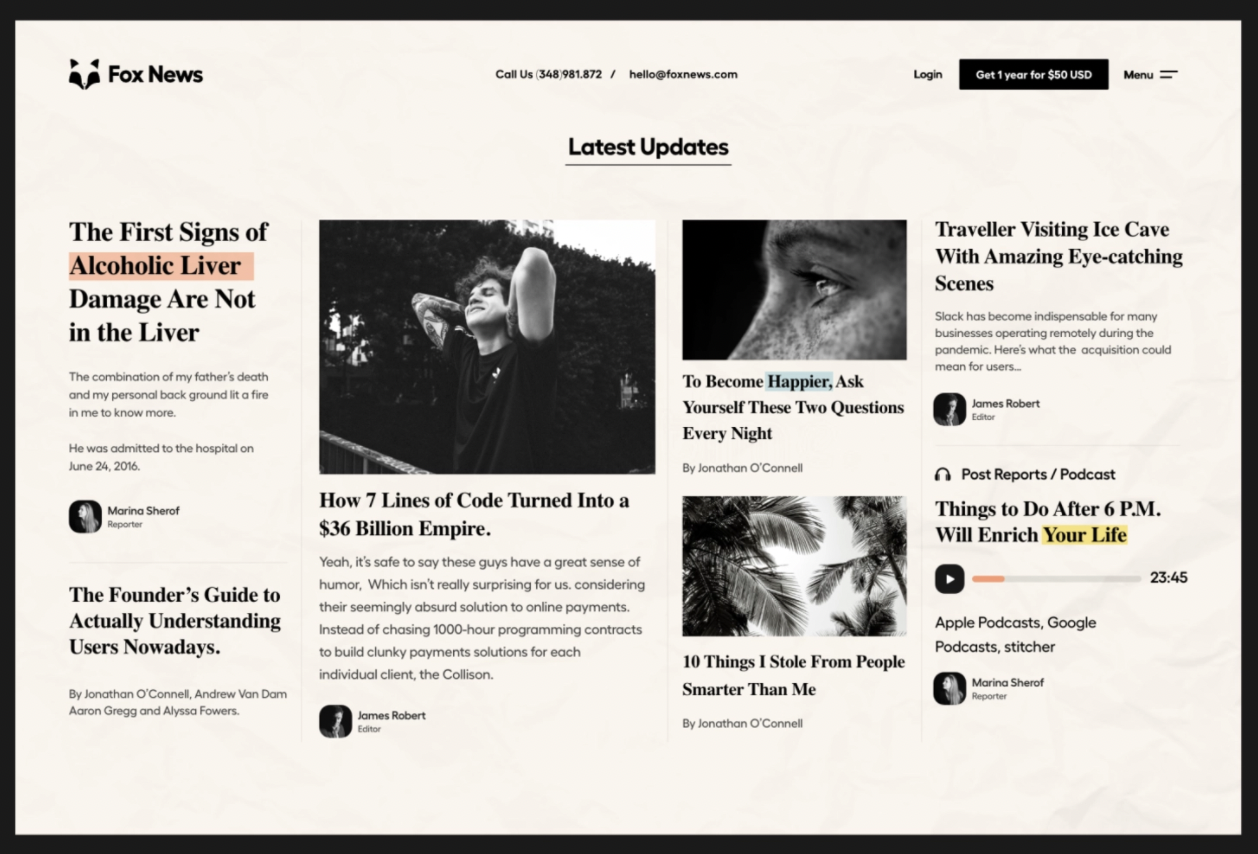 Fox News
Call Us (348)981.872 / hello@foxnews.com
Login
Get 1 year for $50 USD
Menu
Latest Updates
The First Signs of
Alcoholic Liver
Damage Are Not
in the Liver
The combination of my father's death
and my personal back ground lit a fire
in me to know more.
He was admitted to the hospital on
June 24, 2016.
Marina Sherof
Reporter
The Founder's Guide to
Actually Understanding
Users Nowadays.
By Jonathan O'Connell, Andrew Van Dam
Aaron Gregg and Alyssa Fowers.
How 7 Lines of Code Turned Into a
$36 Billion Empire.
Yeah, it's safe to say these guys have a great sense of
humor, Which isn't really surprising for us. considering
their seemingly absurd solution to online payments.
Instead of chasing 1000-hour programming contracts
to build clunky payments solutions for each
individual client, the Collison.
James Robert
Editor
To Become Happier, Ask
Yourself These Two Questions
Every Night
By Jonathan O'Connell
10 Things I Stole From People
Smarter Than Me
By Jonathan O'Connell
Traveller Visiting Ice Cave
With Amazing Eye-catching
Scenes
Slack has become indispensable for many
businesses operating remotely during the
pandemic. Here's what the acquisition could
mean for users...
James Robert
Editor
Post Reports / Podcast
Things to Do After 6 P.M.
Will Enrich Your Life
23:45
Apple Podcasts, Google
Podcasts, stitcher
Marina Sherof
Reporter